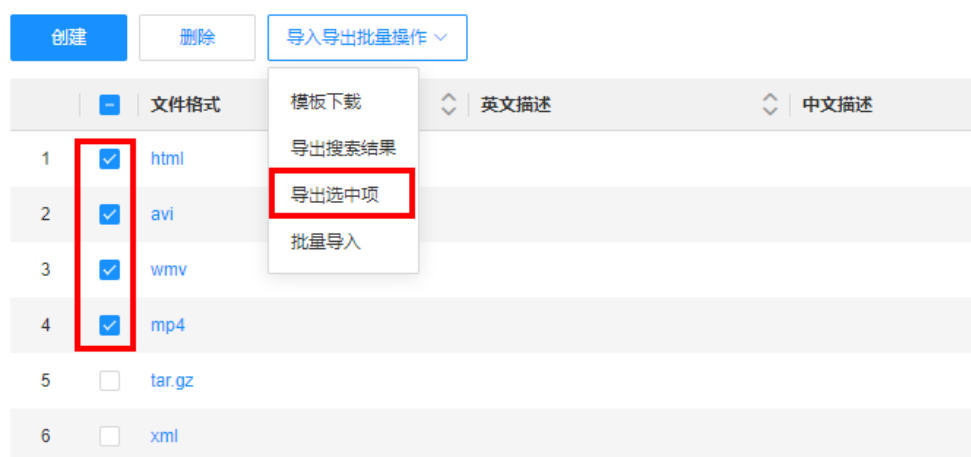 创建 删除 导入导出批量操作
文件格式 英文描述 中文描述
模板下载
导出搜索结果
导出选中项
批量导入
1 html
2 avi
3 wmv
4 mp4
5 tar.gz
6 xml